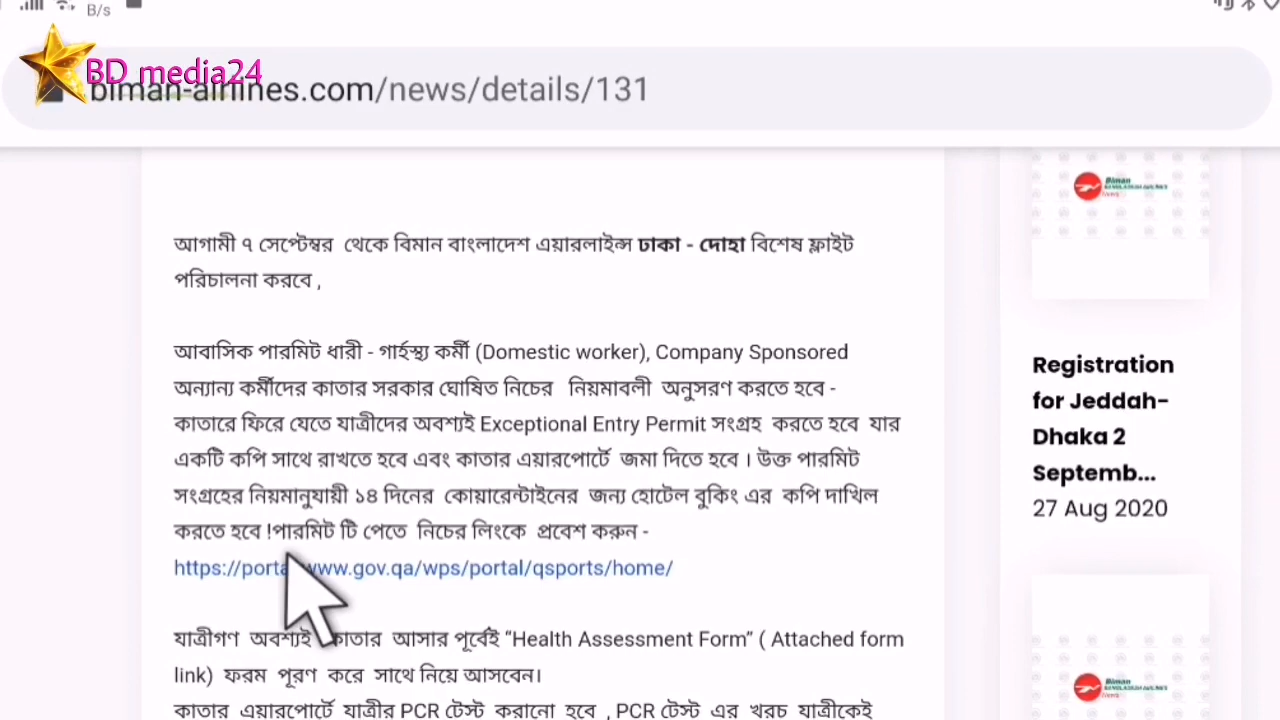 B/s
BD media24
biman-airlines.com/news/details/131
আগামী ৭ সেপ্টেম্বর থেকে বিমান বাংলাদেশ এয়ারলাইন্স ঢাকা - দোহা বিশেষ ফ্লাইট
পরিচালনা করবে ,
আবাসিক পারমিট ধারী - গার্হস্থ্য কর্মী (Domestic worker), Company Sponsored
অন্যান্য কর্মীদের কাতার সরকার ঘোষিত নিচের নিয়মাবলী অনুসরণ করতে হবে -
কাতারে ফিরে যেতে যাত্রীদের অবশ্যই Exceptional Entry Permit সংগ্রহ করতে হবে যার
একটি কপি সাথে রাখতে হবে এবং কাতার এয়ারপোর্টে জমা দিতে হবে । উক্ত পারমিট
সংগ্রহের নিয়মানুযায়ী ১৪ দিনের কোয়ারেন্টাইনের জন্য হোটেল বুকিং এর কপি দাখিল
করতে হবে !পারমিট টি পেতে নিচের লিংকে প্রবেশ করুন -
https://porta www.gov.qa/wps/portal/qsports/home/
যাত্রীগণ অবশ্যই কাতার আসার পূর্বেই “Health Assessment Form” ( Attached form
link) ফরম পূরণ করে সাথে নিয়ে আসবেন।
কাতার এয়ারপোর্টে যাত্রীর PCR টেস্ট করানো হবে , PCR টেস্ট এর খরচ যাত্রীকেই
Biman
Registration
for Jeddah-
Dhaka 2
Septemb...
27 Aug 2020
Biman